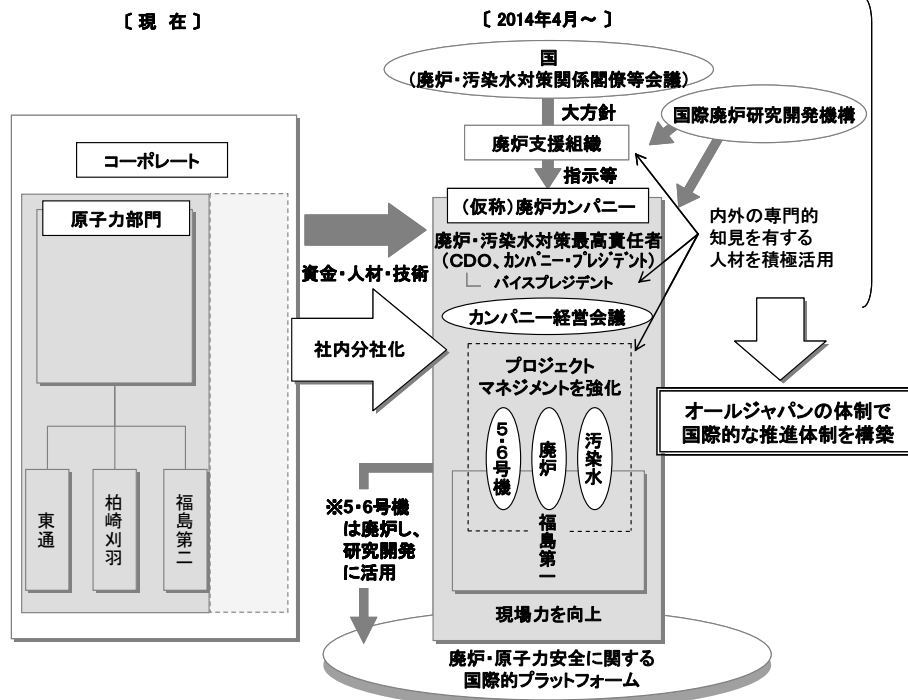 〔 現 在 〕
〔 2014年4月～ 〕
国
(廃炉・汚染水対策関係閣僚等会議)
大方針
国際廃炉研究開発機構
廃炉支援組織
指示等
コーポレート
原子力部門
東通
柏崎刈羽
福島第二
資金・人材・技術
社内分社化
(仮称)廃炉カンパニー
廃炉・汚染水対策最高責任者
(CDO、カンパニー・プレジデント)
バイスプレジデント
カンパニー経営会議
プロジェクト
マネジメントを強化
5・6号機
廃炉
汚染水
福島第一
現場力を向上
※5・6号機
は廃炉し、
研究開発
に活用
内外の専門的
知見を有する
人材を積極活用
オールジャパンの体制で
国際的な推進体制を構築
廃炉・原子力安全に関する
国際的プラットフォーム